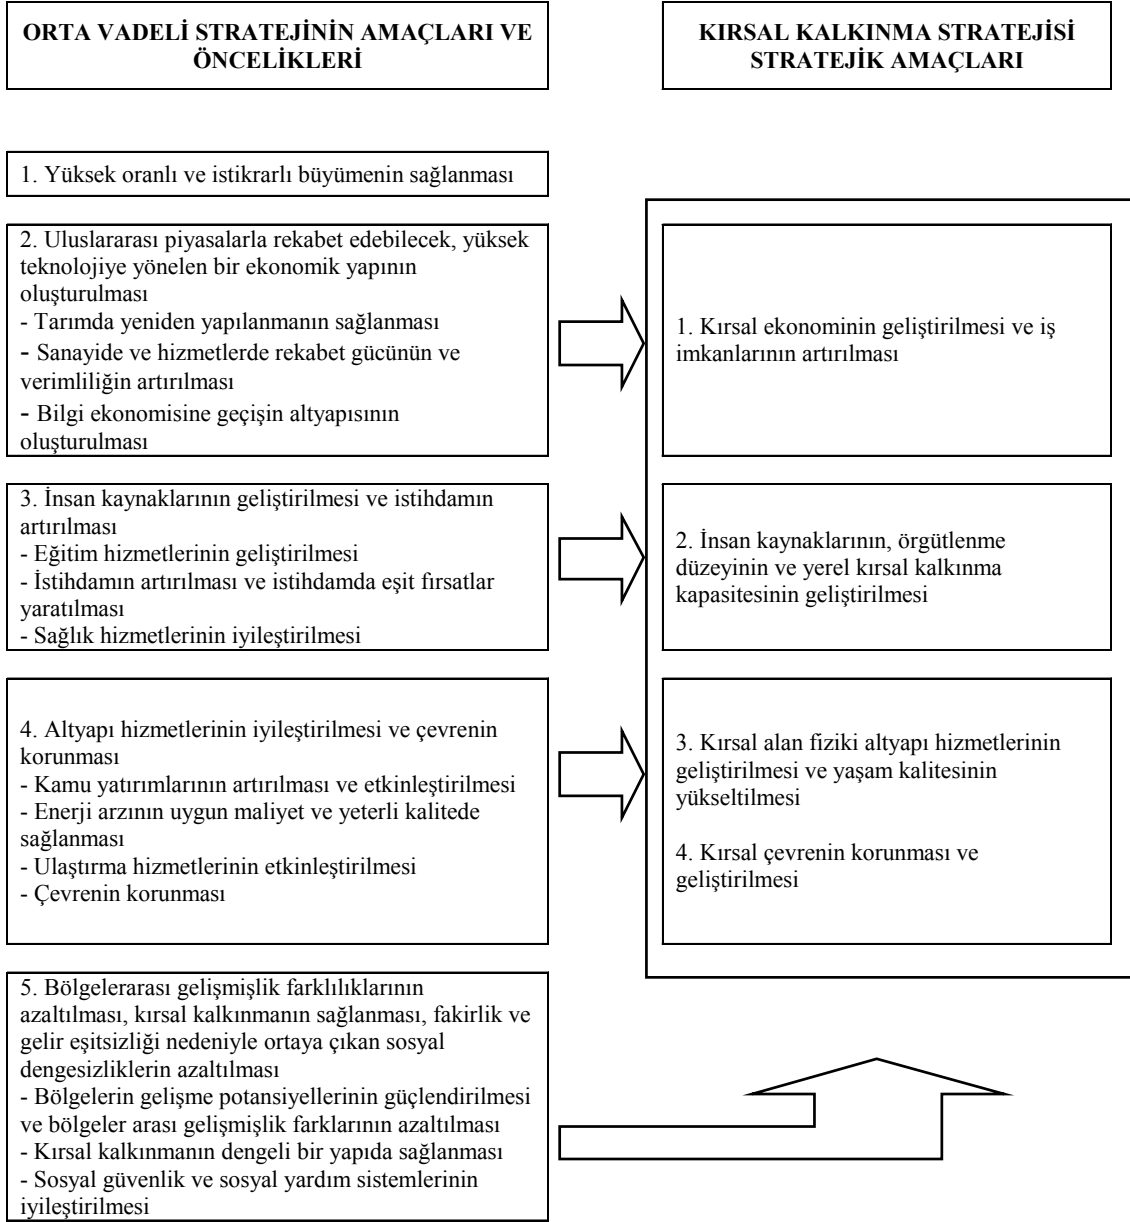 ORTA VADELİ STRATEJİNİN AMAÇLARI VE
ÖNCELİKLERİ
KIRSAL KALKINMA STRATEJİSİ
STRATEJİK AMAÇLARI
1. Yüksek oranlı ve istikrarlı büyümenin sağlanması
2. Uluslararası piyasalarla rekabet edebilecek, yüksek
teknolojiye yönelen bir ekonomik yapının
oluşturulması
- Tarımda yeniden yapılanmanın sağlanması
- Sanayide ve hizmetlerde rekabet gücünün ve
verimliliğin artırılması
- Bilgi ekonomisine geçişin altyapısının
oluşturulması
1. Kırsal ekonominin geliştirilmesi ve iş
imkanlarının artırılması
3. İnsan kaynaklarının geliştirilmesi ve istihdamın
artırılması
- Eğitim hizmetlerinin geliştirilmesi
- İstihdamın artırılması ve istihdamda eşit fırsatlar
yaratılması
- Sağlık hizmetlerinin iyileştirilmesi
2. İnsan kaynaklarının, örgütlenme
düzeyinin ve yerel kırsal kalkınma
kapasitesinin geliştirilmesi
4. Altyapı hizmetlerinin iyileştirilmesi ve çevrenin
korunması
- Kamu yatırımlarının artırılması ve etkinleştirilmesi
- Enerji arzının uygun maliyet ve yeterli kalitede
sağlanması
- Ulaştırma hizmetlerinin etkinleştirilmesi
- Çevrenin korunması
3. Kırsal alan fiziki altyapı hizmetlerinin
geliştirilmesi ve yaşam kalitesinin
yükseltilmesi
4. Kırsal çevrenin korunması ve
geliştirilmesi
5. Bölgelerarası gelişmişlik farklılıklarının
azaltılması, kırsal kalkınmanın sağlanması, fakirlik ve
gelir eşitsizliği nedeniyle ortaya çıkan sosyal
dengesizliklerin azaltılması
- Bölgelerin gelişme potansiyellerinin güçlendirilmesi
ve bölgeler arası gelişmişlik farklarının azaltılması
- Kırsal kalkınmanın dengeli bir yapıda sağlanması
- Sosyal güvenlik ve sosyal yardım sistemlerinin
iyileştirilmesi